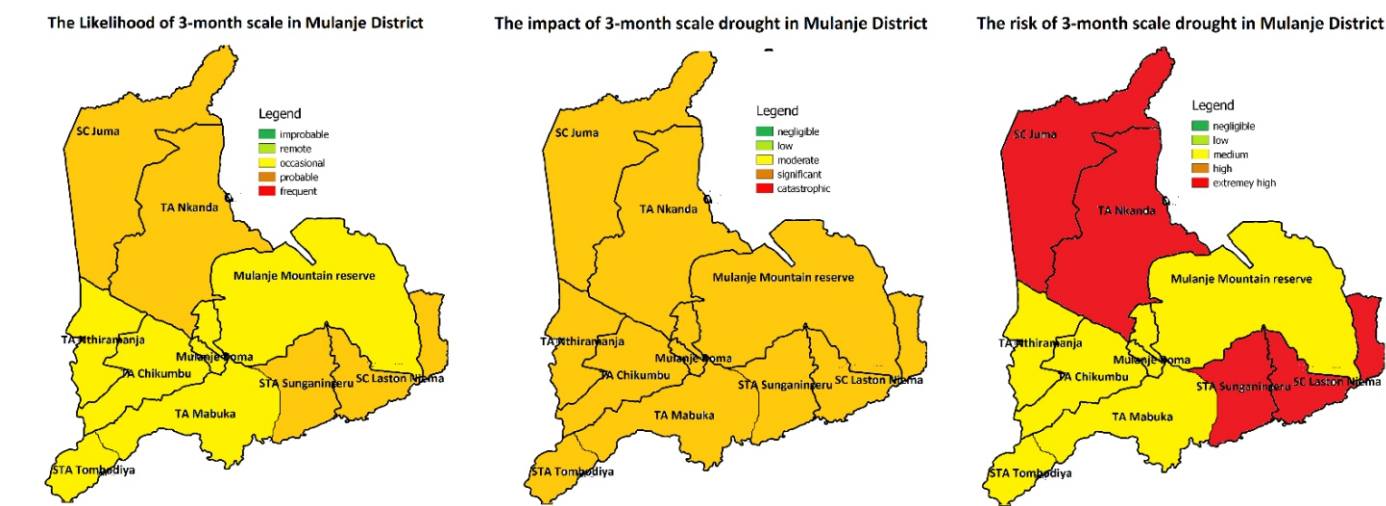 The Likelihood of 3-month scale in Mulanje District
Legend
improbable
remote
occasional
probable
frequent
SC Juma
TA Nkanda
Mulanje Mountain reserve
TA Nthiramanja
Mulanje Boma
TA Chikumbu
STA Sunganinzeru
SC Laston Njema
TA Mabuka
STA Tombodiya
The impact of 3-month scale drought in Mulanje District
Legend
negligible
low
moderate
significant
catastrophic
SC Juma
TA Nkanda
Mulanje Mountain reserve
TA Nthiramanja
Mulanje Boma
TA Chikumbu
STA Sunganinzeru
SC Laston Njema
TA Mabuka
STA Tombodiya
The risk of 3-month scale drought in Mulanje District
Legend
negligible
low
medium
high
extremey high
SC Juma
TA Nkanda
Mulanje Mountain reserve
TA Nthiramanja
Mulanje Boma
TA Chikumbu
STA Sunganinzeru
SC Laston Njema
TA Mabuka
STA Tombodiya